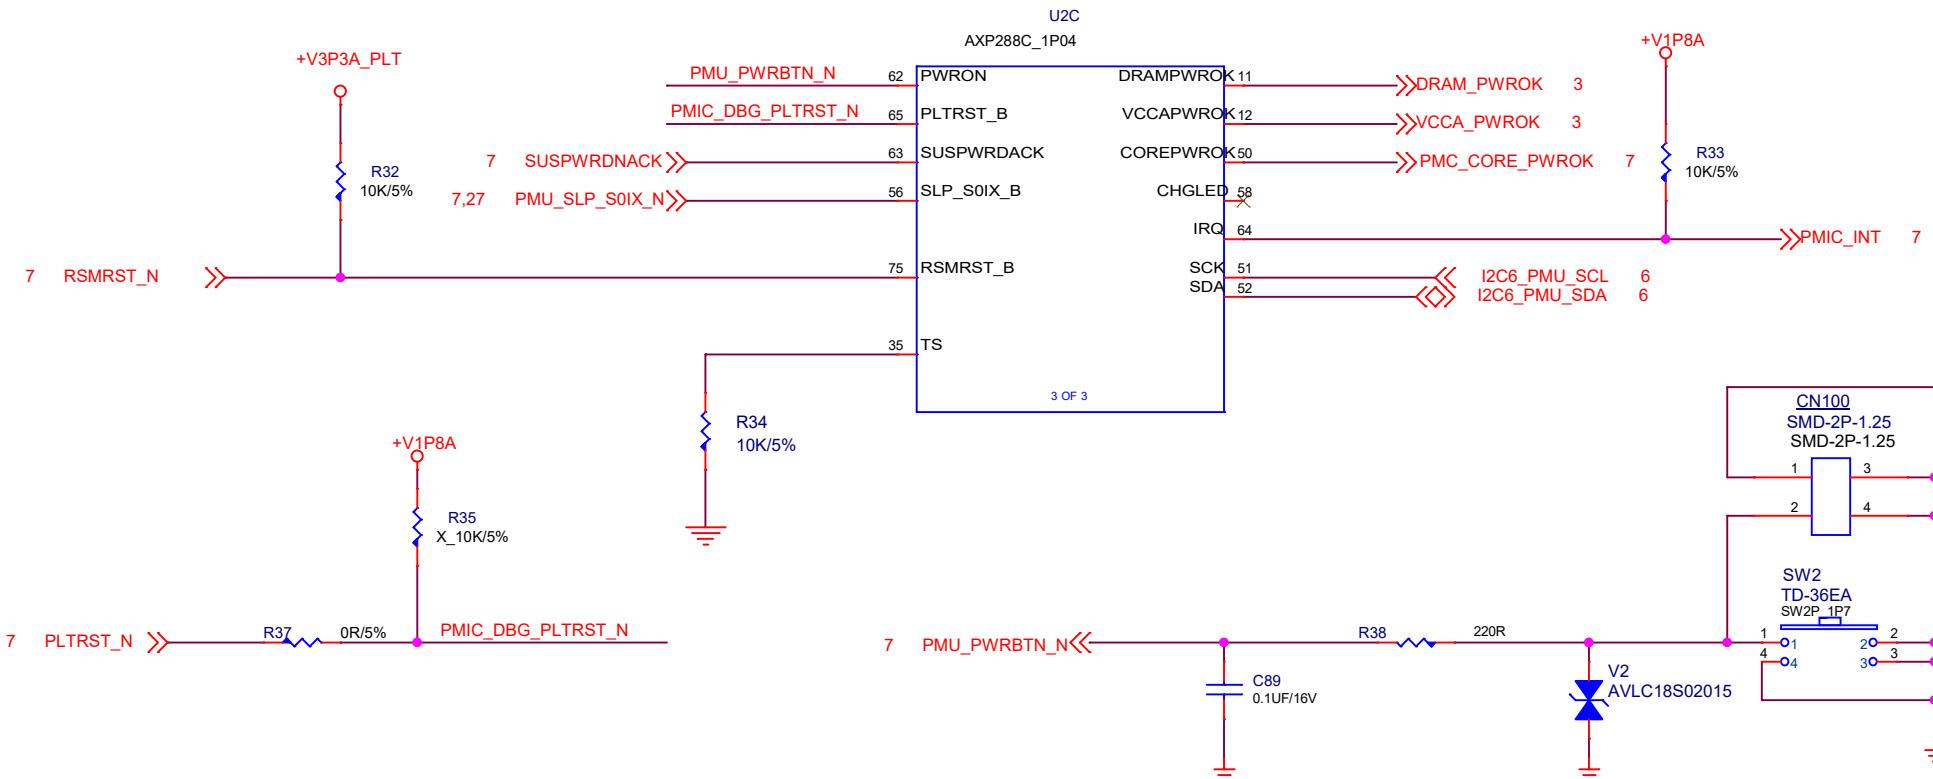 U2C
AXP288C_1P04
+V3P3A_PLT
+V1P8A
PMU_PWRBTN_N 62 PWRON DRAMPWROK 11 DRAM_PWROK 3
PMIC_DBG_PLTRST_N 65 PLTRST_B VCCAPWROK 12 VCCA_PWROK 3
7 SUSPWRDNACK 63 SUSPWRDACK COREPWROK 50 PMC_CORE_PWROK 7
R32
10K/5%
R33
10K/5%
7,27 PMU_SLP_S0IX_N 56 SLP_S0IX_B CHGLED 58
IRQ 64 PMIC_INT 7
7 RSMRST_N 75 RSMRST_B SCK 51 I2C6_PMU_SCL 6
SDA 52 I2C6_PMU_SDA 6
35 TS
3 OF 3
R34
10K/5%
CN100
SMD-2P-1.25
SMD-2P-1.25
1 3
2 4
+V1P8A
R35
X_10K/5%
7 PLTRST_N R37 0R/5% PMIC_DBG_PLTRST_N
SW2
TD-36EA
SW2P_1P7
7 PMU_PWRBTN_N R38 220R
1 1 2 2
4 4 3 3
C89
0.1UF/16V
V2
AVLC18S02015